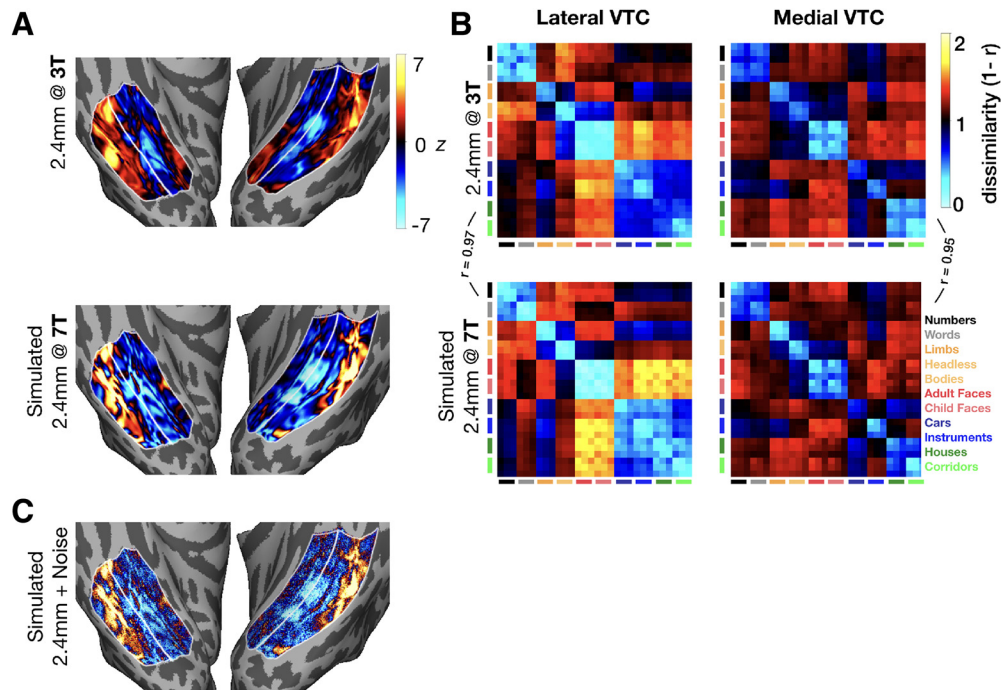 A
2.4mm @ 3T
7
0 z
-7
Simulated
2.4mm @ 7T
C
Simulated
2.4mm + Noise
B
Lateral VTC
Medial VTC
2.4mm @ 3T
2
1
0
dissimilarity (1 - r)
r = 0.97
r = 0.95
Simulated
2.4mm @ 7T
Numbers
Words
Limbs
Headless
Bodies
Adult Faces
Child Faces
Cars
Instruments
Houses
Corridors